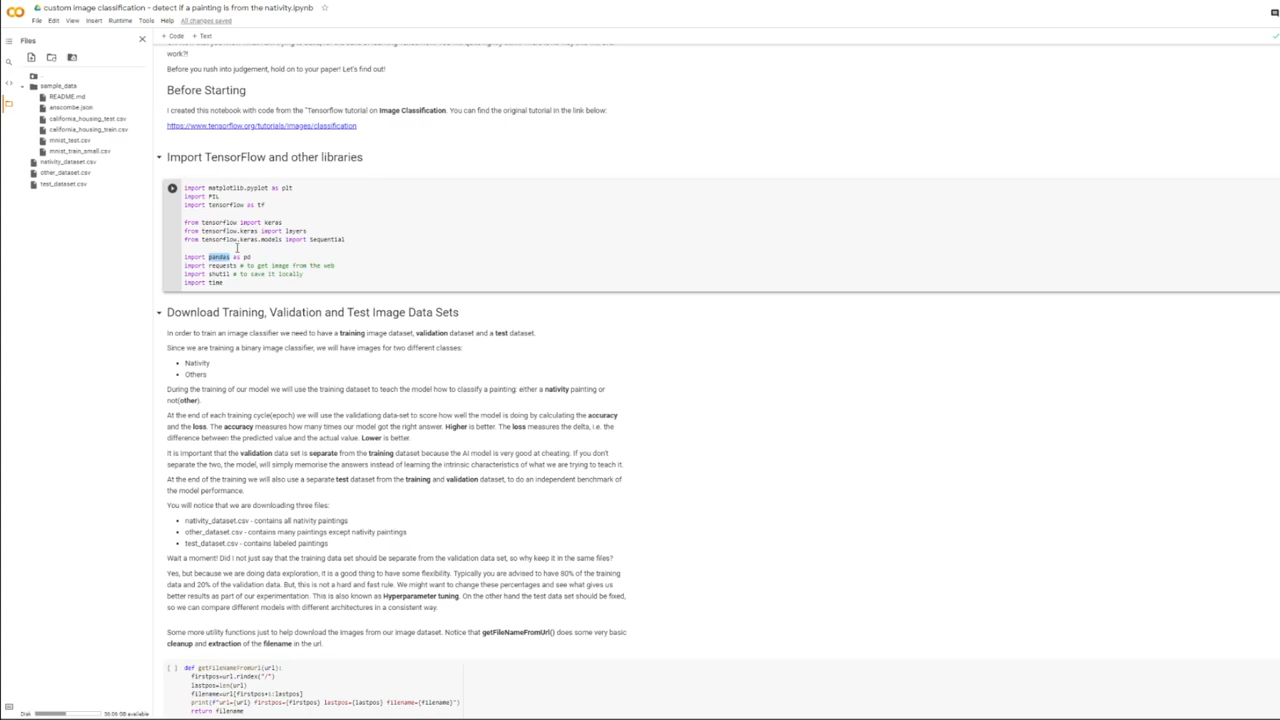 custom image classification - detect if a painting is from the nativity.ipynb
File Edit View Insert Runtime Tools Help All changes saved
Files
+ Code + Text
..
sample_data
README.md
anscombe.json
california_housing_test.csv
california_housing_train.csv
mnist_test.csv
mnist_train_small.csv
nativity_dataset.csv
other_dataset.csv
test_dataset.csv
Disk 36.06 GB available
work?!
Before you rush into judgement, hold on to your paper! Let's find out!
Before Starting
I created this notebook with code from the "Tensorflow tutorial on Image Classification. You can find the original tutorial in the link below:
https://www.tensorflow.org/tutorials/images/classification
Import TensorFlow and other libraries
import matplotlib.pyplot as plt
import PIL
import tensorflow as tf
from tensorflow import keras
from tensorflow.keras import layers
from tensorflow.keras.models import Sequential
import pandas as pd
import requests # to get image from the web
import shutil # to save it locally
import time
Download Training, Validation and Test Image Data Sets
In order to train an image classifier we need to have a training image dataset, validation dataset and a test dataset.
Since we are training a binary image classifier, we will have images for two different classes:
• Nativity
• Others
During the training of our model we will use the training dataset to teach the model how to classify a painting: either a nativity painting or
not(other).
At the end of each training cycle(epoch) we will use the validationg data-set to score how well the model is doing by calculating the accuracy
and the loss. The accuracy measures how many times our model got the right answer. Higher is better. The loss measures the delta, i.e. the
difference between the predicted value and the actual value. Lower is better.
It is important that the validation data set is separate from the training dataset because the AI model is very good at cheating. If you don't
separate the two, the model, will simply memorise the answers instead of learning the intrinsic characteristics of what we are trying to teach it.
At the end of the training we will also use a separate test dataset from the training and validation dataset, to do an independent benchmark of
the model performance.
You will notice that we are downloading three files:
• nativity_dataset.csv - contains all nativity paintings
• other_dataset.csv - contains many paintings except nativity paintings
• test_dataset.csv - contains labeled paintings
Wait a moment! Did I not just say that the training data set should be separate from the validation data set, so why keep it in the same files?
Yes, but because we are doing data exploration, it is a good thing to have some flexibility. Typically you are advised to have 80% of the training
data and 20% of the validation data. But, this is not a hard and fast rule. We might want to change these percentages and see what gives us
better results as part of our experimentation. This is also known as Hyperparameter tuning. On the other hand the test data set should be fixed,
so we can compare different models with different architectures in a consistent way.
Some more utility functions just to help download the images from our image dataset. Notice that getFileNameFromUrl() does some very basic
cleanup and extraction of the filename in the url.
[ ] def getFileNameFromUrl(url):
firstpos=url.rindex("/")
lastpos=len(url)
filename=url[firstpos+1:lastpos]
print(f"url={url} firstpos={firstpos} lastpos={lastpos} filename={filename}")
return filename